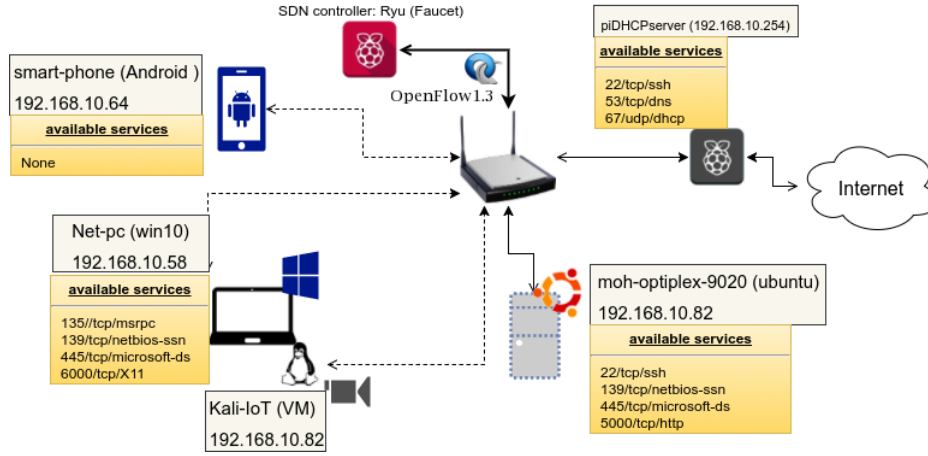 SDN controller: Ryu (Faucet)
OpenFlow1.3
piDHCPserver (192.168.10.254)
available services
22/tcp/ssh
53/tcp/dns
67/udp/dhcp
smart-phone (Android )
192.168.10.64
available services
None
Internet
Net-pc (win10)
192.168.10.58
available services
135//tcp/msrpc
139/tcp/netbios-ssn
445/tcp/microsoft-ds
6000/tcp/X11
Kali-IoT (VM)
192.168.10.82
moh-optiplex-9020 (ubuntu)
192.168.10.82
available services
22/tcp/ssh
139/tcp/netbios-ssn
445/tcp/microsoft-ds
5000/tcp/http